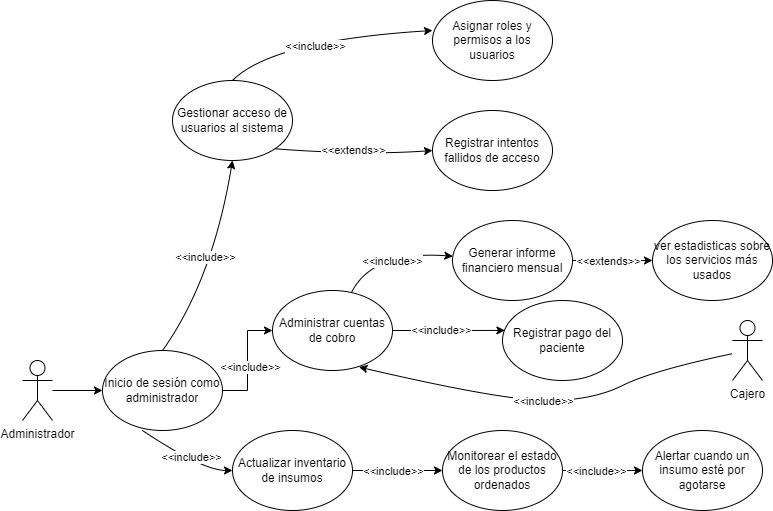 Asignar roles y
permisos a los
usuarios
<<include>>
Gestionar acceso de
usuarios al sistema
<<extends>>
Registrar intentos
fallidos de acceso
<<include>>
Generar informe
financiero mensual
<<include>>
<<extends>>
ver estadisticas sobre
los servicios más
usados
Administrar cuentas
de cobro
<<include>>
Registrar pago del
paciente
<<include>>
Inicio de sesión como
administrador
Administrador
Cajero
<<include>>
<<include>>
Actualizar inventario
de insumos
<<include>>
Monitorear el estado
de los productos
ordenados
<<include>>
Alertar cuando un
insumo esté por
agotarse